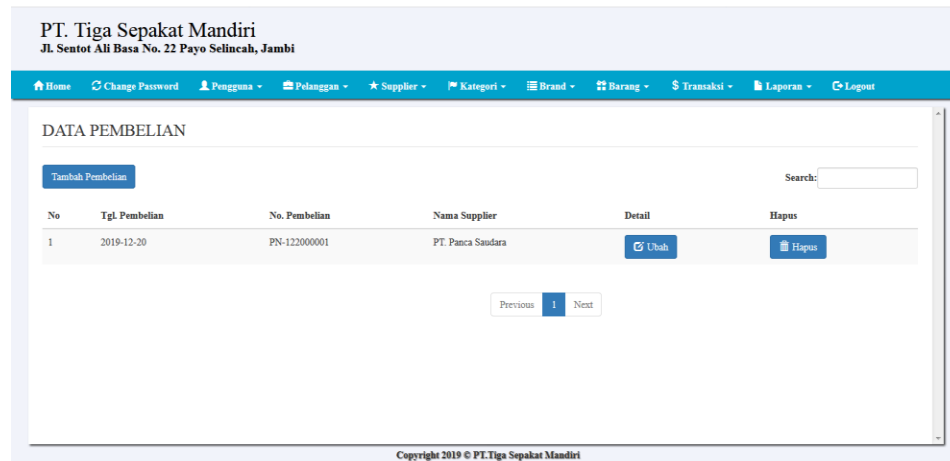 PT. Tiga Sepakat Mandiri
Jl. Sentot Ali Basa No. 22 Payo Selincah, Jambi
Home Change Password Pengguna Pelanggan Supplier Kategori Brand Barang Transaksi Laporan Logout
DATA PEMBELIAN
Tambah Pembelian Search:
No Tgl. Pembelian No. Pembelian Nama Supplier Detail Hapus
1 2019-12-20 PN-122000001 PT. Panca Saudara Ubah Hapus
Previous 1 Next
Copyright 2019 © PT.Tiga Sepakat Mandiri